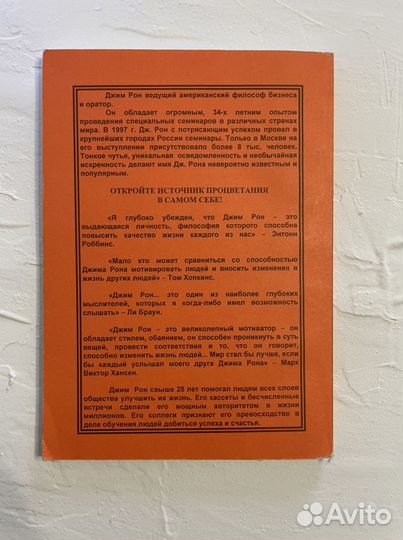 Джим Рон ведущий американский философ бизнеса
и оратор.
Он обладает огромным, 34-х летним опытом
проведения специальных семинаров в различных странах
мира. В 1997 г. Дж. Рон с потрясающим успехом провел в
крупнейших городах России семинары. Только в Москве на
его выступлении присутствовало более 8 тыс. человек.
Тонкое чутье, уникальная осведомленность и необычайная
искренность делают имя Дж. Рона невероятно известным и
популярным.
ОТКРОЙТЕ ИСТОЧНИК ПРОЦВЕТАНИЯ
В САМОМ СЕБЕ!
«Я глубоко убежден, что Джим Рон – это
выдающаяся личность, философия которого способна
повысить качество жизни каждого из нас» – Энтони
Роббинс.
«Мало кто может сравниться со способностью
Джима Рона мотивировать людей и вносить изменения в
жизнь других людей» – Том Хопкинс.
«Джим Рон... это один из наиболее глубоких
мыслителей, которых я когда-либо имел возможность
слышать» – Ли Браун.
«Джим Рон – это великолепный мотиватор – он
обладает стилем, обаянием, он способен проникнуть в суть
вещей, провести соответствия и то, что он говорит,
способно изменить жизнь людей... Мир стал бы лучше, если
бы каждый услышал моего друга Джима Рона» – Марк
Виктор Хансен.
Джим Рон свыше 25 лет помогал людям всех слоев
общества улучшить их жизнь. Его кассеты и бесчисленные
встречи сделали его мощным авторитетом в жизни
миллионов. Его коллеги признают его превосходство в
деле обучения людей добиться успеха и счастья.
Avito